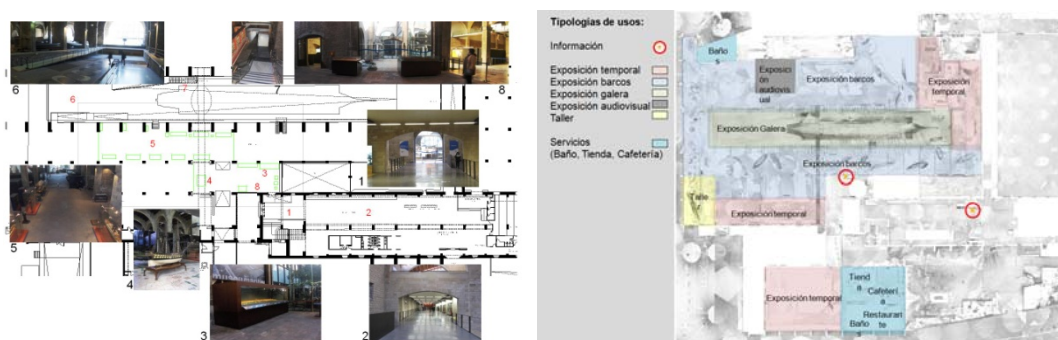 6
7
8
7
6
5
3
4
8
1
1
2
5
4
3
2
Tipologías de usos:
Información
Exposición temporal
Exposición barcos
Exposición galera
Exposición audiovisual
Taller
Servicios
(Baño, Tienda, Cafetería)
Baño
s
Exposici
ón
audiovis
ual
Exposición barcos
Exposición
temporal
Exposición Galera
Exposición barcos
Talle
Exposición temporal
Exposición temporal
Tiend
a
Cafeterí
a
Restaura
Baño
s